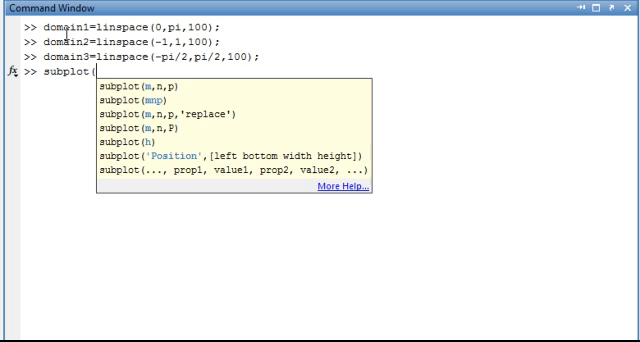 Command Window
>> domain1=linspace(0,pi,100);
>> domain2=linspace(-1,1,100);
>> domain3=linspace(-pi/2,pi/2,100);
fx >> subplot(
subplot(m,n,p)
subplot(mnp)
subplot(m,n,p,'replace')
subplot(m,n,P)
subplot(h)
subplot('Position',[left bottom width height])
subplot(..., prop1, value1, prop2, value2, ...)
More Help...